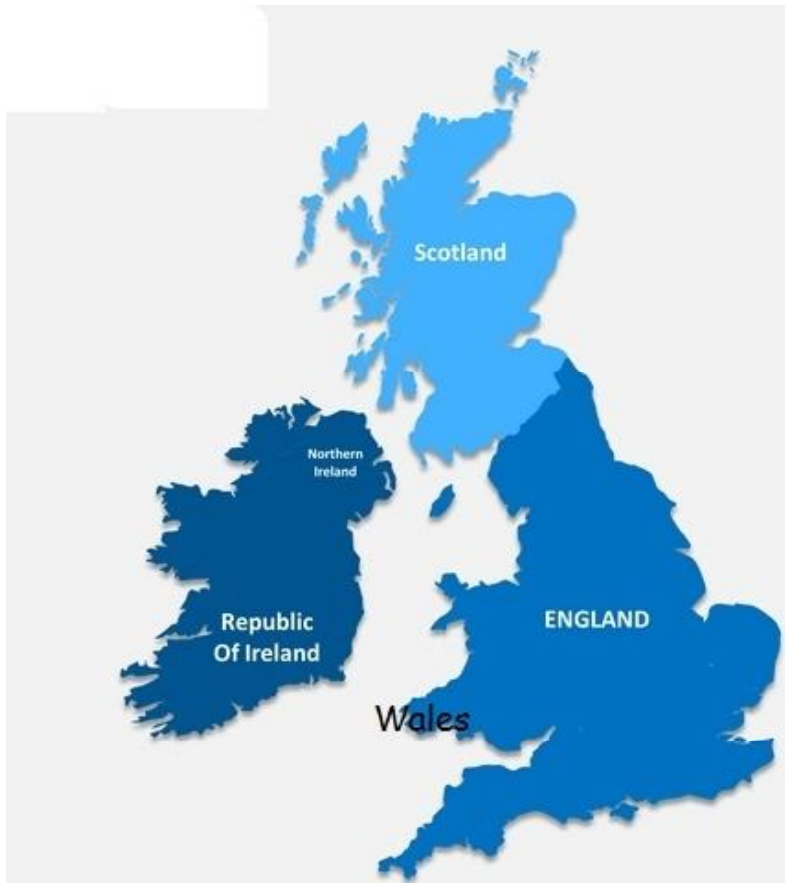 Scotland
Northern
Ireland
Republic
Of Ireland
ENGLAND
Wales